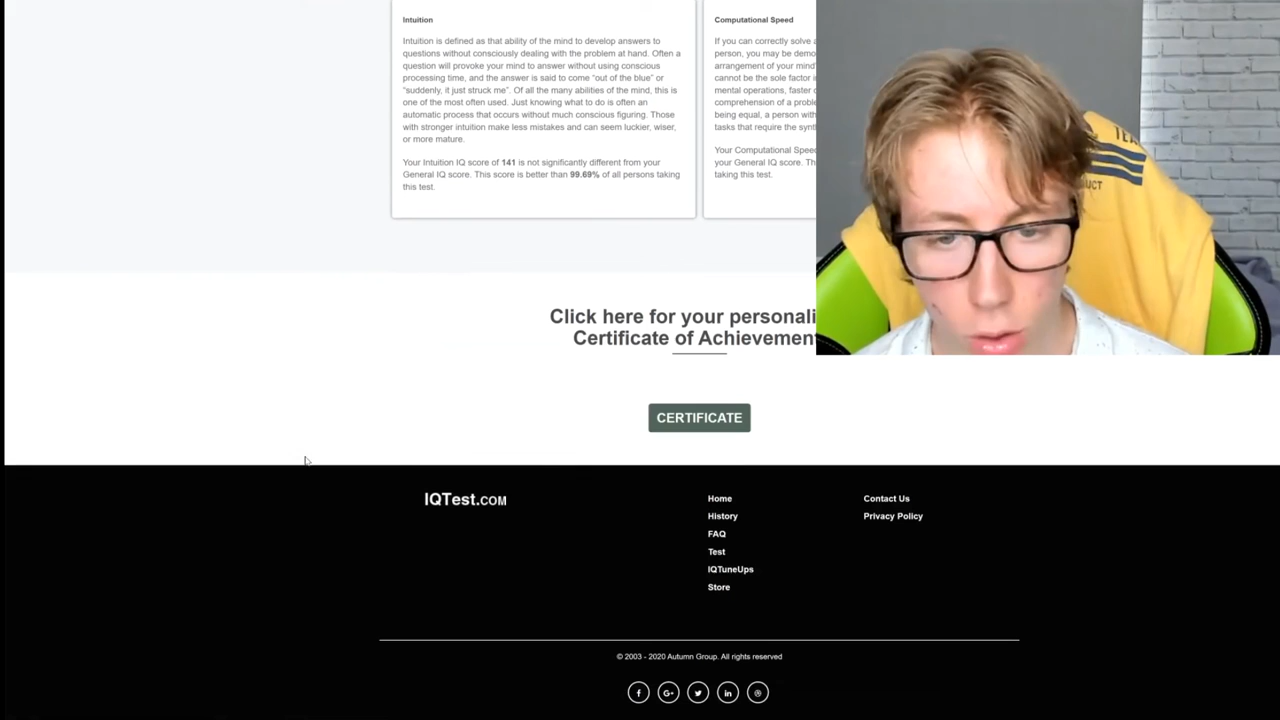 Intuition
Intuition is defined as that ability of the mind to develop answers to
questions without consciously dealing with the problem at hand. Often a
question will provoke your mind to answer without using conscious
processing time, and the answer is said to come "out of the blue" or
"suddenly, it just struck me". Of all the many abilities of the mind, this is
one of the most often used. Just knowing what to do is often an
automatic process that occurs without much conscious figuring. Those
with stronger intuition make less mistakes and can seem luckier, wiser,
or more mature.
Your Intuition IQ score of 141 is not significantly different from your
General IQ score. This score is better than 99.69% of all persons taking
this test.
Computational Speed
If you can correctly solve
person, you may be demo
arrangement of your mind'
cannot be the sole factor i
mental operations, faster
comprehension of a proble
being equal, a person with
tasks that require the synt
Your Computational Speed
your General IQ score. Th
taking this test.
TEA
UCT
Click here for your personali
Certificate of Achievemen
CERTIFICATE
IQTest.COM
Home
History
FAQ
Test
IQTuneUps
Store
Contact Us
Privacy Policy
© 2003 - 2020 Autumn Group. All rights reserved
f
G+
in